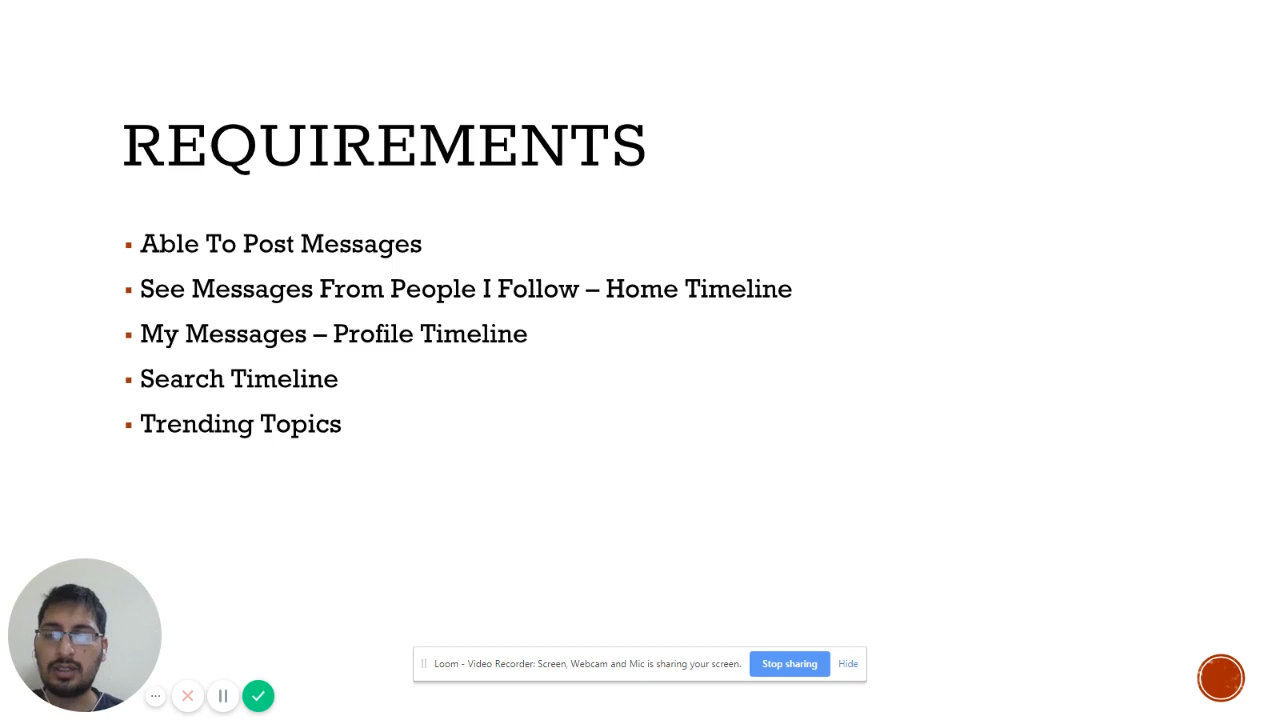 REQUIREMENTS
Able To Post Messages
See Messages From People I Follow – Home Timeline
My Messages – Profile Timeline
Search Timeline
Trending Topics
Loom - Video Recorder: Screen, Webcam and Mic is sharing your screen. Stop sharing Hide